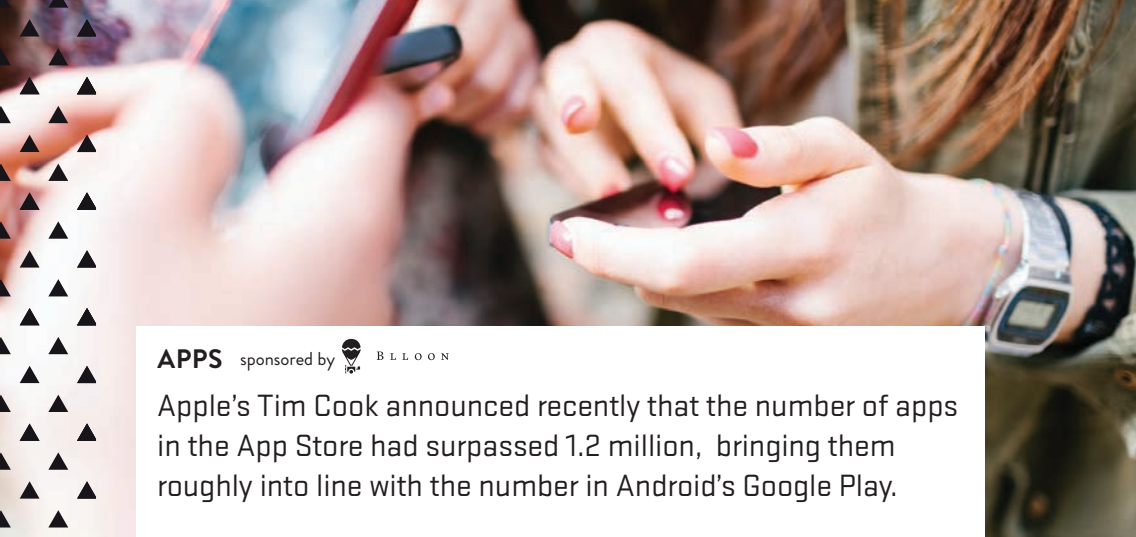 APPS sponsored by BLLOON
Apple's Tim Cook announced recently that the number of apps
in the App Store had surpassed 1.2 million, bringing them
roughly into line with the number in Android's Google Play.